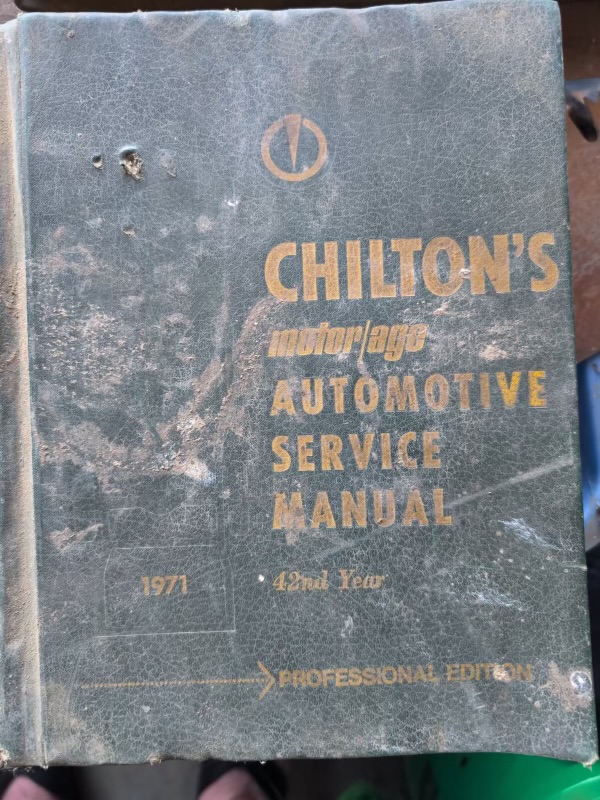 CHILTON'S
motor/age
AUTOMOTIVE
SERVICE
MANUAL
1971
42nd Year
PROFESSIONAL EDITION